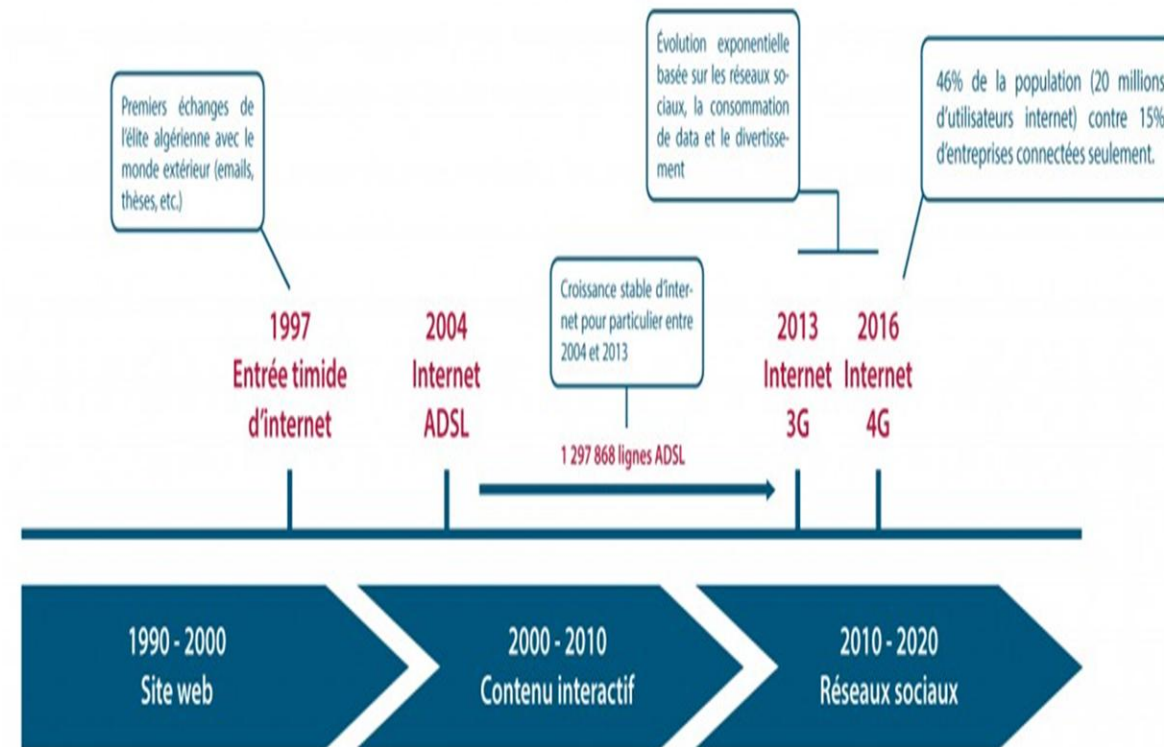 Premiers échanges de
l'élite algérienne avec le
monde extérieur (emails,
thèses, etc.)
Évolution exponentielle
basée sur les réseaux so-
ciaux, la consommation
de data et le divertisse-
ment
46% de la population (20 millions
d'utilisateurs internet) contre 15%
d'entreprises connectées seulement.
Croissance stable d'inter-
net pour particulier entre
2004 et 2013
1997
Entrée timide
d'internet
2004
Internet
ADSL
1 297 868 lignes ADSL
2013
Internet
3G
2016
Internet
4G
1990 - 2000
Site web
2000 - 2010
Contenu interactif
2010 - 2020
Réseaux sociaux